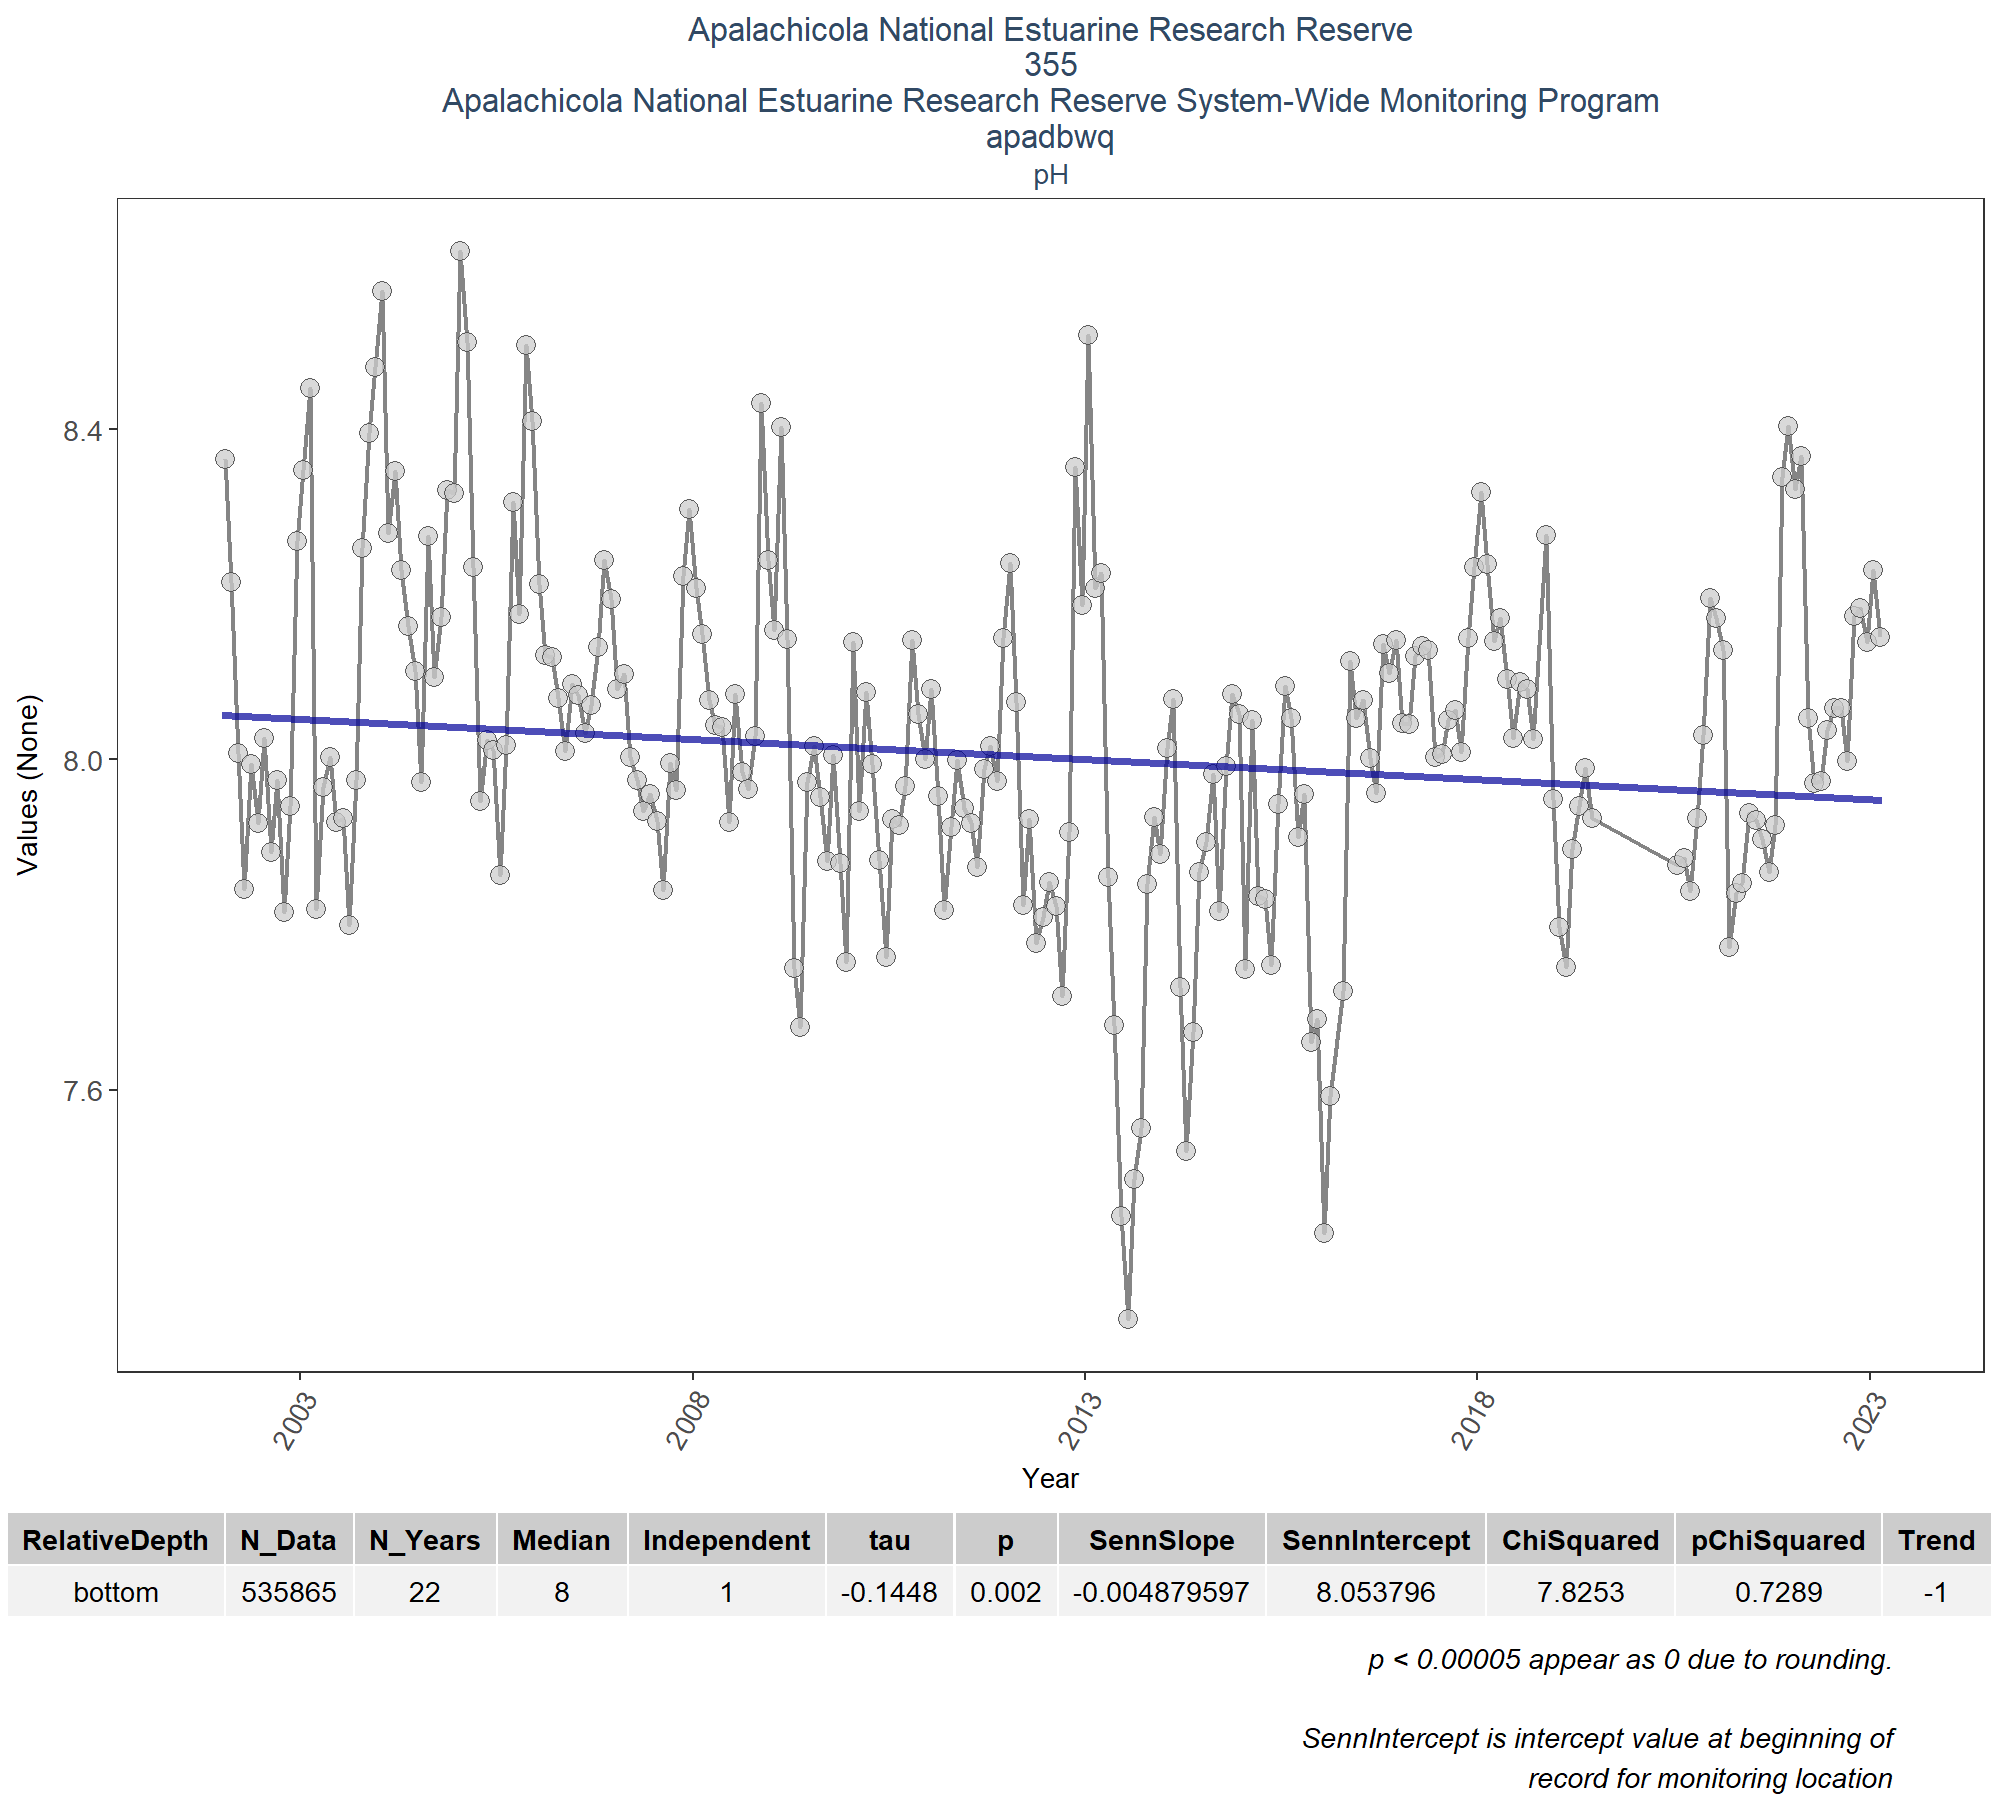 Apalachicola National Estuarine Research Reserve
355
Apalachicola National Estuarine Research Reserve System-Wide Monitoring Program
apadbwq
pH
Values (None)
8.4
8.0
7.6
2003 2008 2013 2018 2023
Year
RelativeDepth N_Data N_Years Median Independent tau p SennSlope SennIntercept ChiSquared pChiSquared Trend
bottom 535865 22 8 1 -0.1448 0.002 -0.004879597 8.053796 7.8253 0.7289 -1
p < 0.00005 appear as 0 due to rounding.
SennIntercept is intercept value at beginning of
record for monitoring location